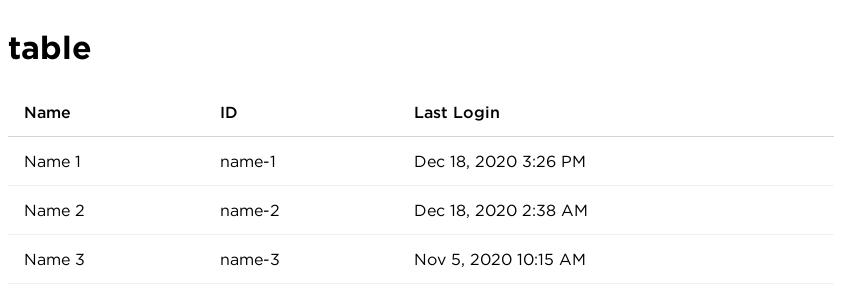 table
Name ID Last Login
Name 1 name-1 Dec 18, 2020 3:26 PM
Name 2 name-2 Dec 18, 2020 2:38 AM
Name 3 name-3 Nov 5, 2020 10:15 AM